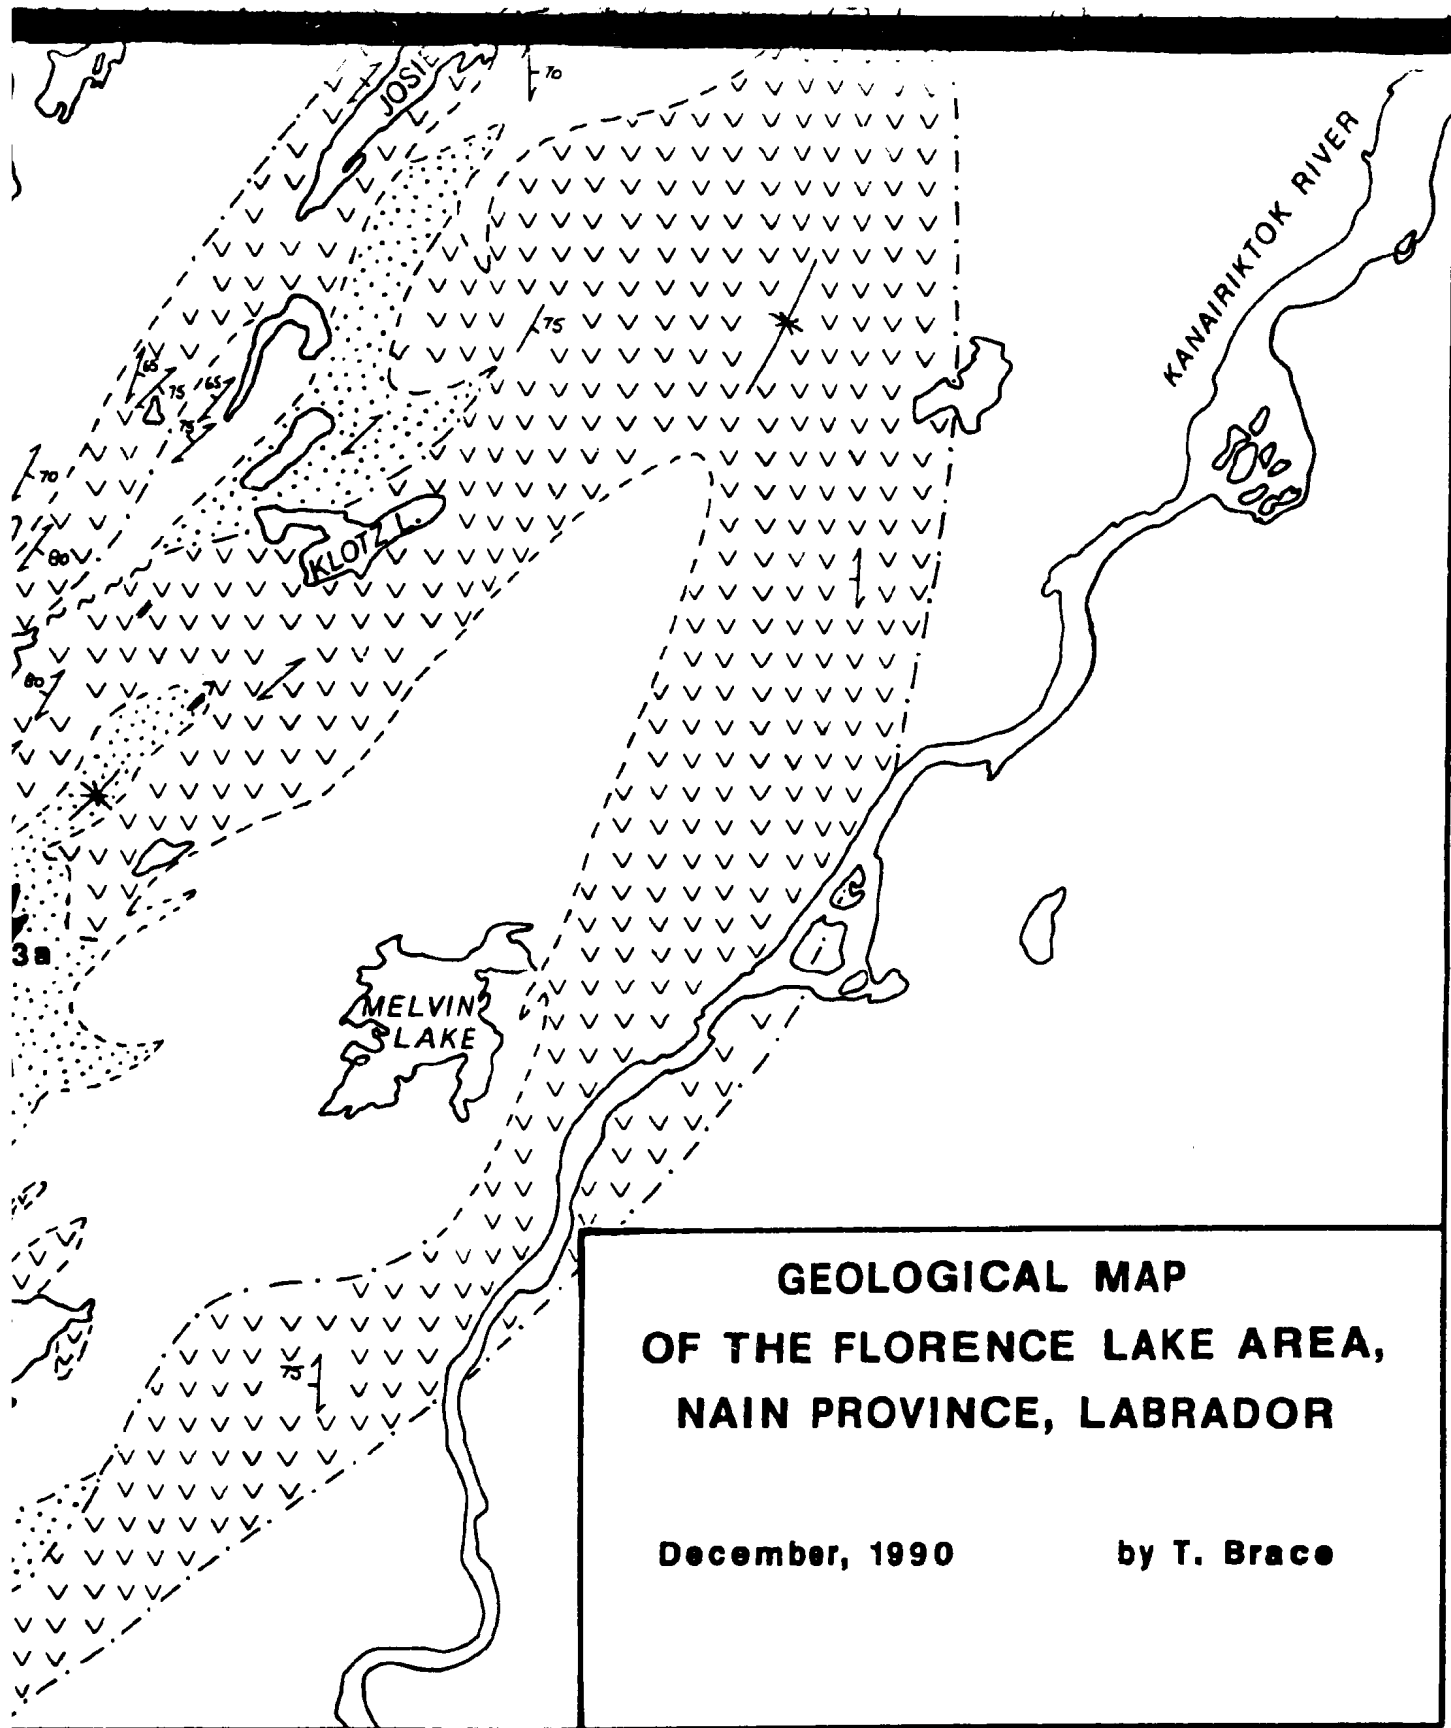 JOSIE
70
KANAIRIKTOK RIVER
75
65
75
65
75
70
80
KLOTZ L.
80
3a
MELVIN
LAKE
75
GEOLOGICAL MAP
OF THE FLORENCE LAKE AREA,
NAIN PROVINCE, LABRADOR
December, 1990 by T. Brace